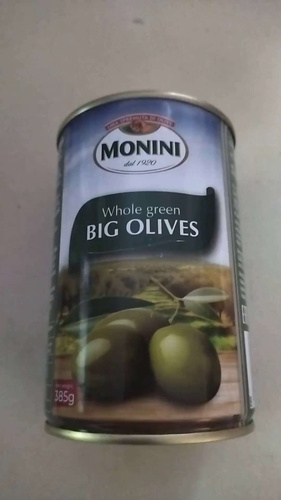 MONINI
dal 1920
Whole green
BIG OLIVES
385g